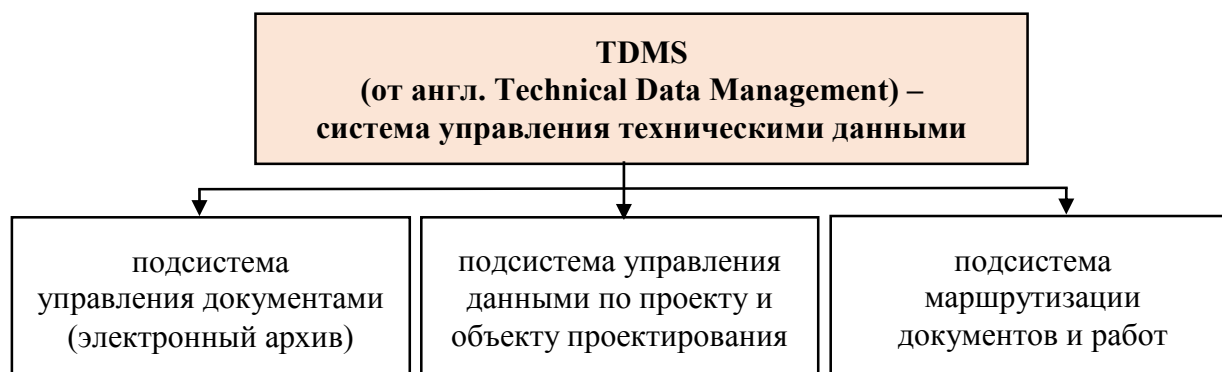 TDMS
(от англ. Technical Data Management) –
система управления техническими данными
подсистема
управления документами
(электронный архив)
подсистема управления
данными по проекту и
объекту проектирования
подсистема
маршрутизации
документов и работ